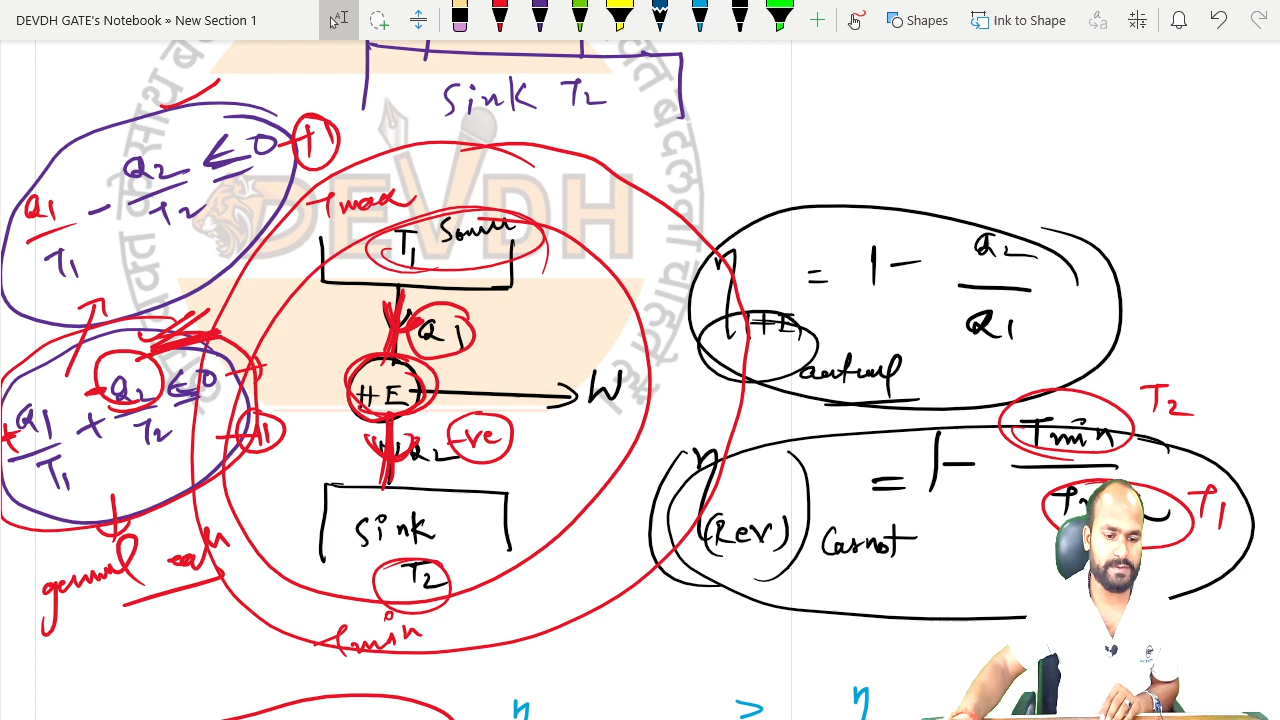 DEVDH GATE's Notebook » New Section 1
Shapes
Ink to Shape
Sink T2
DEVDH
Q1/T1 - Q2/T2 ≤ 0
+1
Tmax
T1 Source
Q1
HE
W
Q2
-ve
Sink
T2
Tmin
+ Q1/T1 + -Q2/T2 ≤ 0
general eqn
η HE = 1 - Q2/Q1
actual
η (Rev) = 1 - Tmin
Carnot
T2
T1
η > η